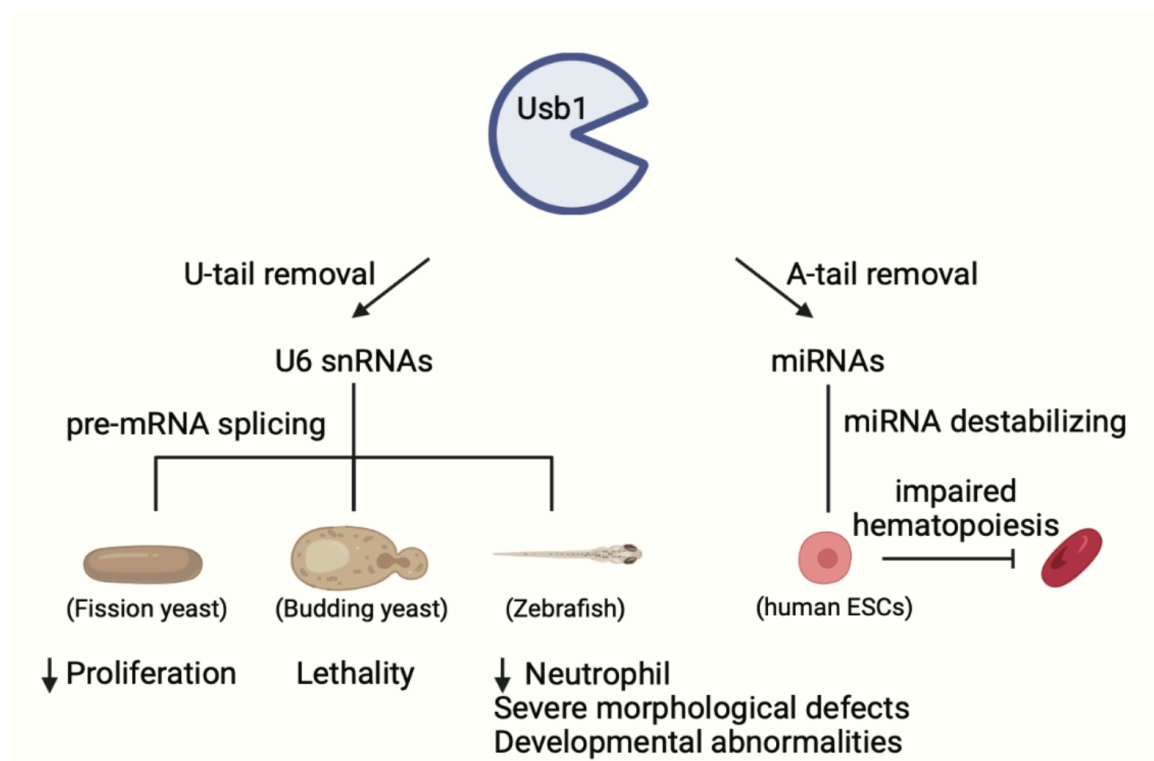 Usb1
U-tail removal
A-tail removal
U6 snRNAs
miRNAs
pre-mRNA splicing
miRNA destabilizing
impaired
hematopoiesis
(Fission yeast)
(Budding yeast)
(Zebrafish)
(human ESCs)
↓ Proliferation
Lethality
↓ Neutrophil
Severe morphological defects
Developmental abnormalities